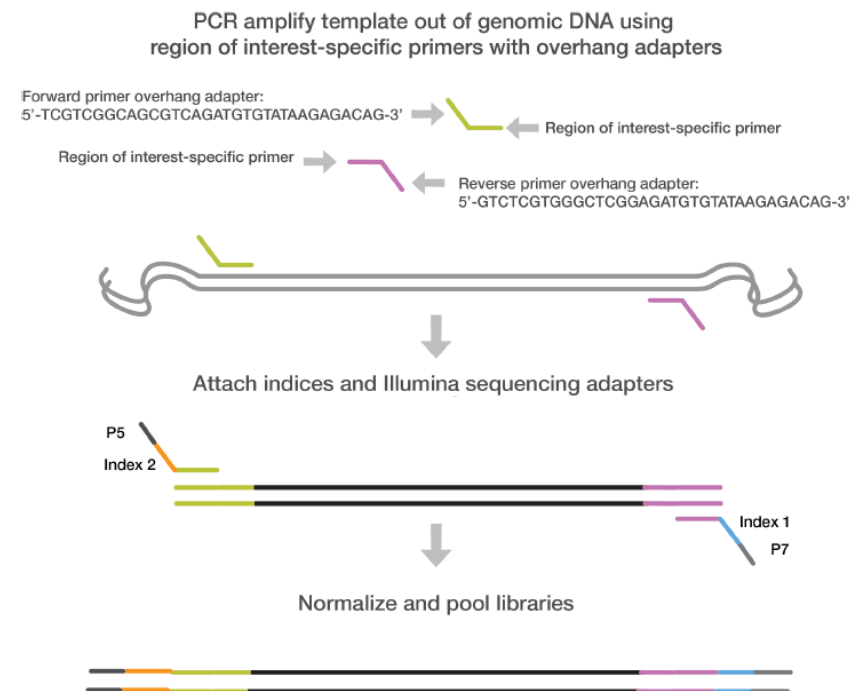 PCR amplify template out of genomic DNA using
region of interest-specific primers with overhang adapters
Forward primer overhang adapter:
5’-TCGTCGGCAGCGTCAGATGTGTATAAGAGACAG-3’
Region of interest-specific primer
Region of interest-specific primer
Reverse primer overhang adapter:
5’-GTCTCGTGGGCTCGGAGATGTGTATAAGAGACAG-3’
Attach indices and Illumina sequencing adapters
P5
Index 2
Index 1
P7
Normalize and pool libraries